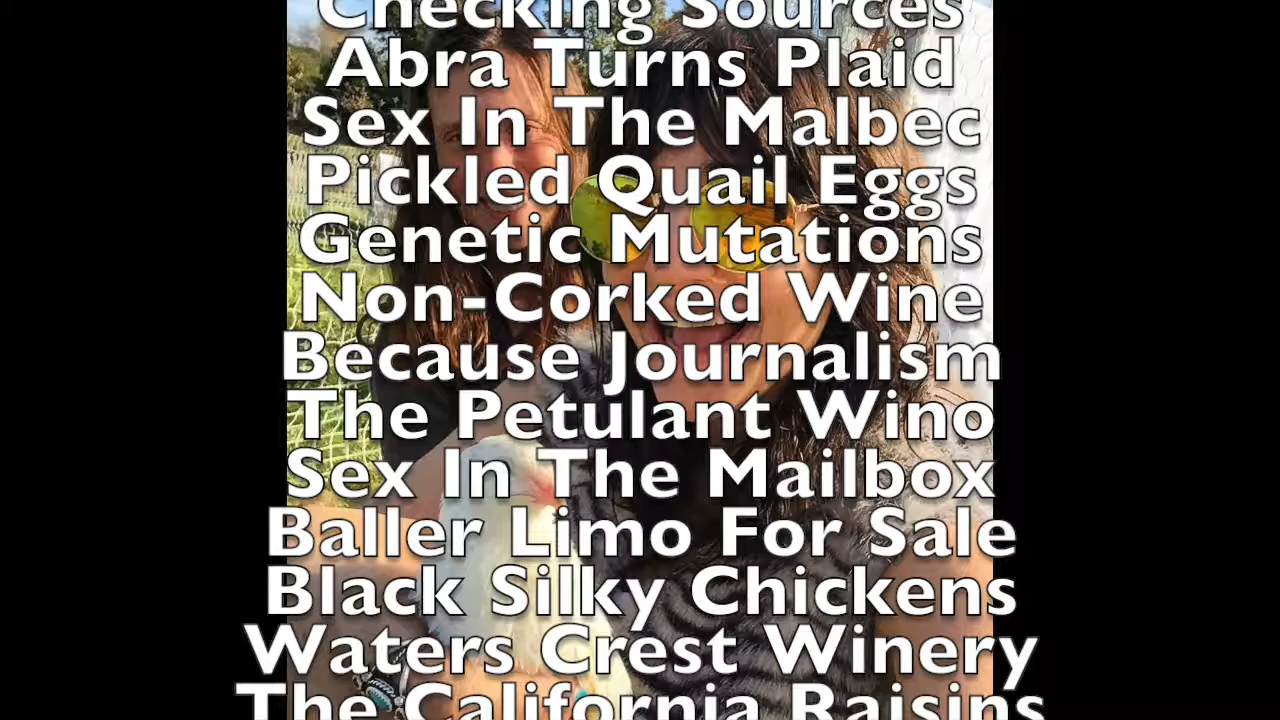 Checking Sources
Abra Turns Plaid
Sex In The Malbec
Pickled Quail Eggs
Genetic Mutations
Non-Corked Wine
Because Journalism
The Petulant Wino
Sex In The Mailbox
Baller Limo For Sale
Black Silky Chickens
Waters Crest Winery
The California Raisins